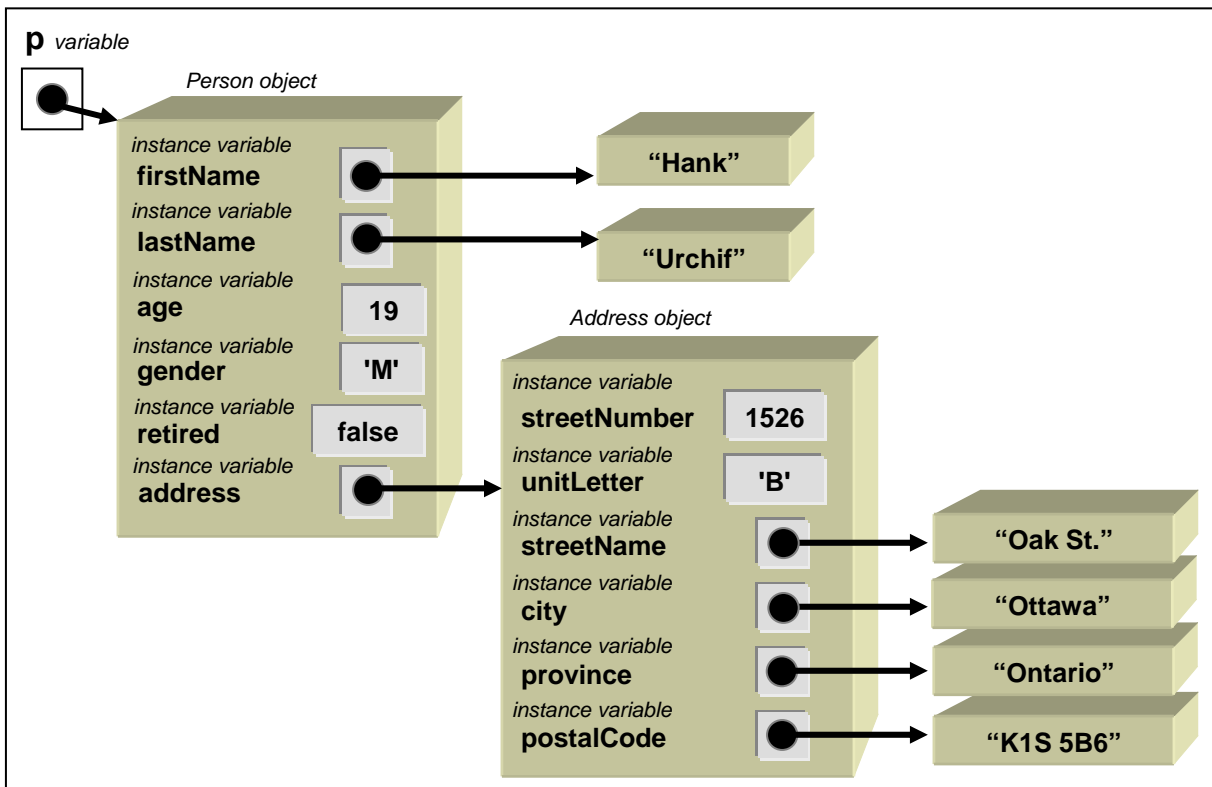 p variable
Person object
instance variable
firstName
“Hank”
instance variable
lastName
“Urchif”
instance variable
age
19
instance variable
gender
'M'
instance variable
retired
false
instance variable
address
Address object
instance variable
streetNumber
1526
instance variable
unitLetter
'B'
instance variable
streetName
“Oak St.”
instance variable
city
“Ottawa”
instance variable
province
“Ontario”
instance variable
postalCode
“K1S 5B6”